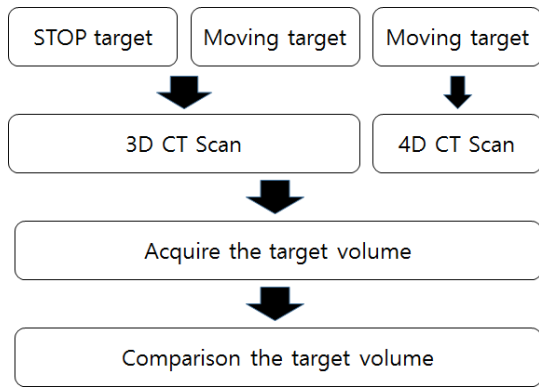 STOP target
Moving target
Moving target
3D CT Scan
4D CT Scan
Acquire the target volume
Comparison the target volume